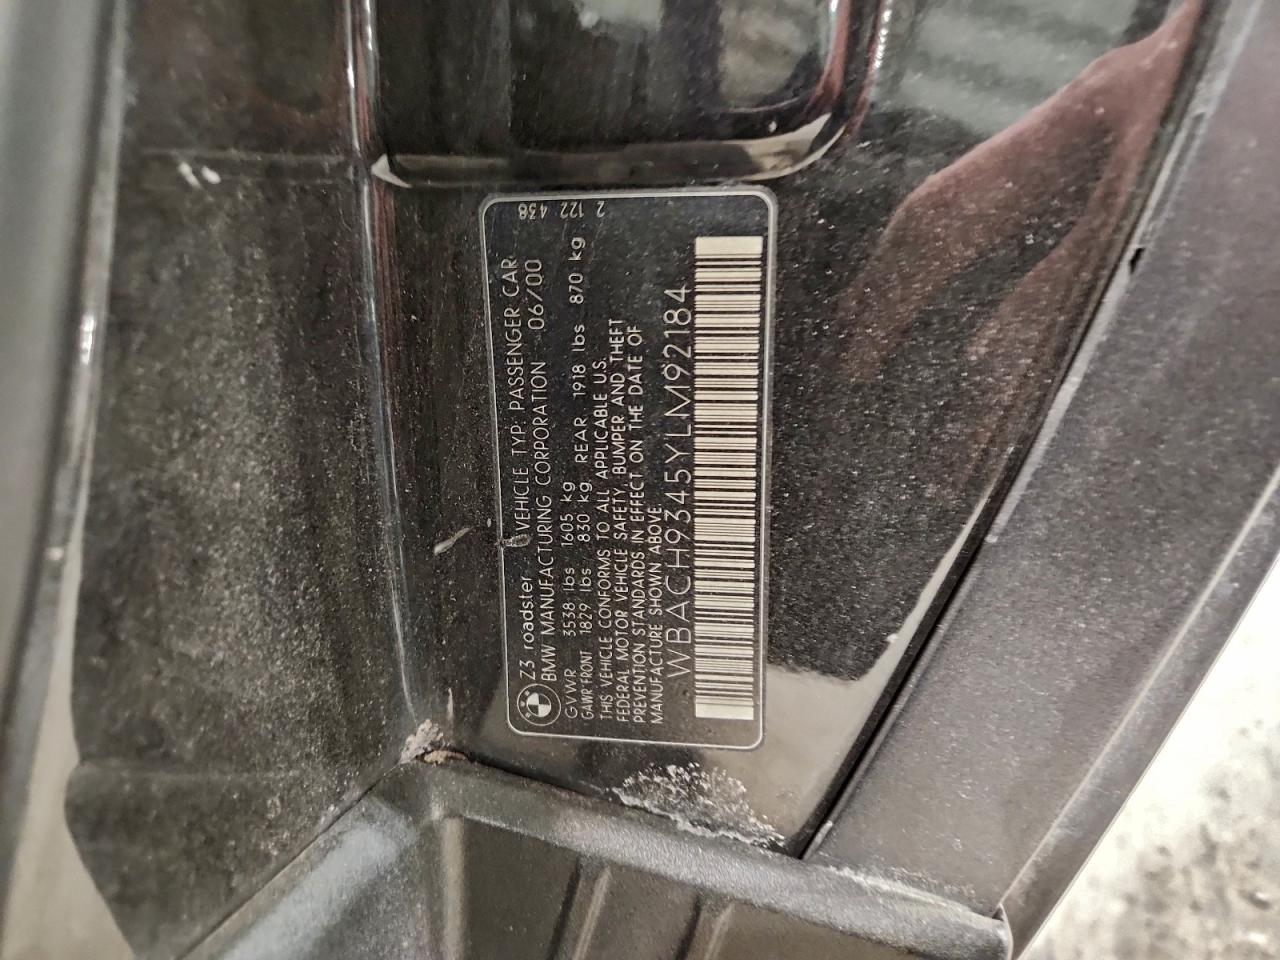 Z3 roadster VEHICLE TYP: PASSENGER CAR.
BMW MANUFACTURING CORPORATION 06/00
GVWR 3538 lbs 1605 kg
GAWR FRONT 1829 lbs 830 kg REAR 1918 lbs 870 kg
THIS VEHICLE CONFORMS TO ALL APPLICABLE U.S.
FEDERAL MOTOR VEHICLE SAFETY, BUMPER AND THEFT
PREVENTION STANDARDS IN EFFECT ON THE DATE OF
MANUFACTURE SHOWN ABOVE.
WBACH9345YLM92184
2 122 438